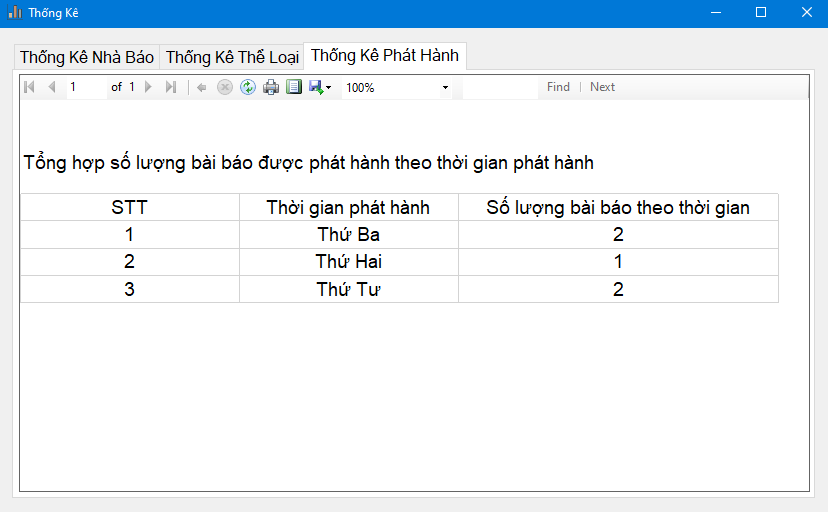 Thống Kê
Thống Kê Nhà Báo Thống Kê Thể Loại Thống Kê Phát Hành
1 of 1 100% Find | Next
Tổng hợp số lượng bài báo được phát hành theo thời gian phát hành
STT Thời gian phát hành Số lượng bài báo theo thời gian
1 Thứ Ba 2
2 Thứ Hai 1
3 Thứ Tư 2